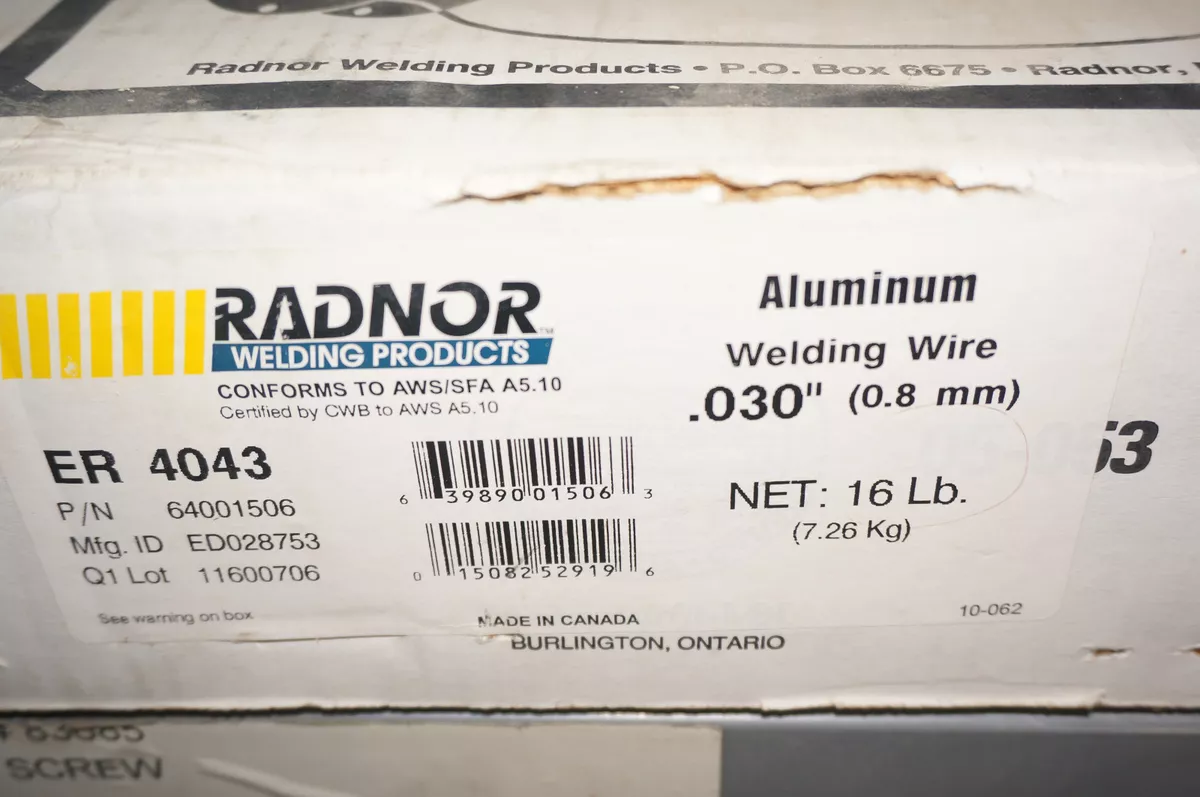 Radnor Welding Products • P.O. Box 6675 • Radnor,
RADNOR™
WELDING PRODUCTS
CONFORMS TO AWS/SFA A5.10
Certified by CWB to AWS A5.10
Aluminum
Welding Wire
.030" (0.8 mm)
ER 4043
P/N 64001506
Mfg. ID ED028753
Q1 Lot 11600706
6 39890 01506 3
0 15082 52919 6
NET: 16 Lb.
(7.26 Kg)
53
See warning on box
MADE IN CANADA
10-062
BURLINGTON, ONTARIO
SCREW